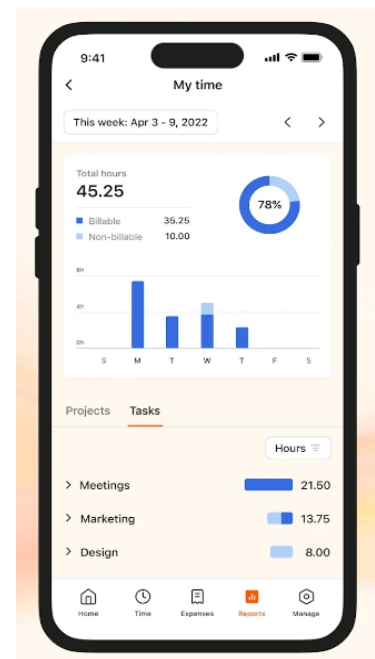 9:41
My time
This week: Apr 3 - 9, 2022
Total hours
45.25
Billable 35.25
Non-billable 10.00
78%
8h
4h
0h
S M T W T F S
Projects Tasks
Hours
Meetings 21.50
Marketing 13.75
Design 8.00
Home Time Expenses Reports Manage